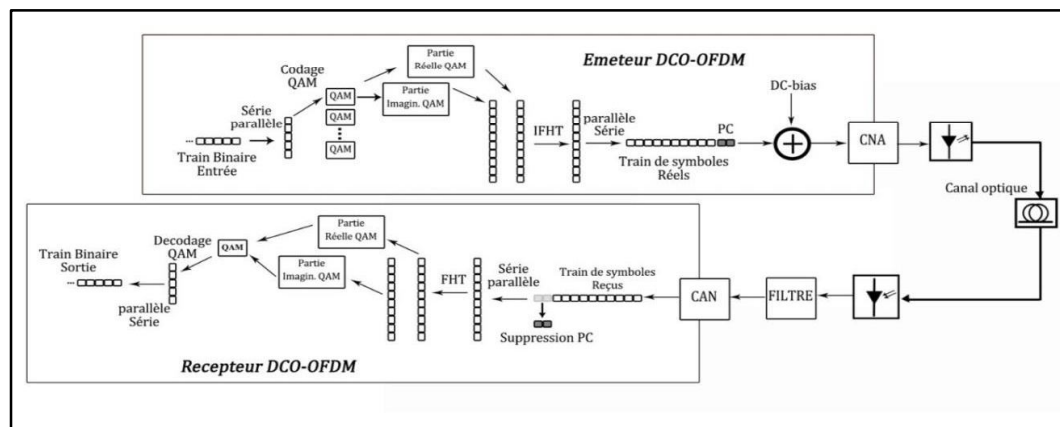 Emeteur DCO-OFDM
Codage
QAM
Partie
Réelle QAM
Partie
Imagin. QAM
QAM
QAM
QAM
Série
parallèle
... 
Train Binaire
Entrée
IFHT
parallèle
Série
PC
Train de symboles
Réels
DC-bias
CNA
Canal optique
Train Binaire
Sortie
...
Decodage
QAM
QAM
parallèle
Série
Partie
Réelle QAM
Partie
Imagin. QAM
FHT
Série
parallèle
Train de symboles
Reçus
Suppression PC
CAN
FILTRE
Recepteur DCO-OFDM